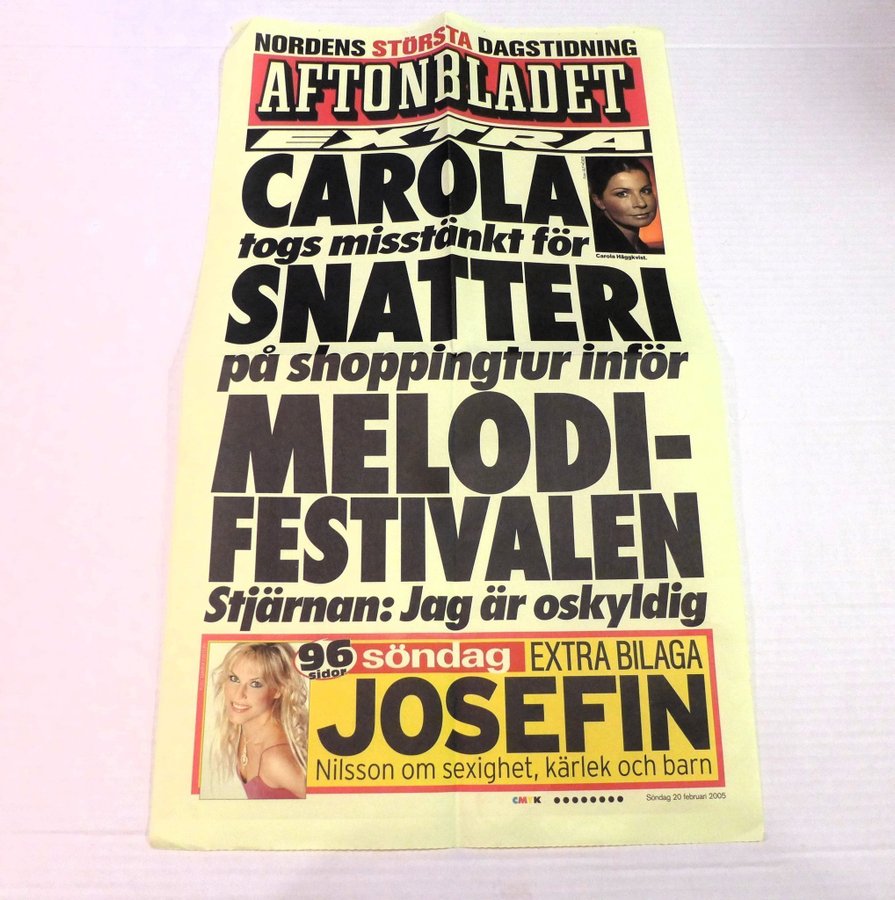 NORDENS STÖRSTA DAGSTIDNING
AFTONBLADET
EXTRA
CAROLA
togs misstänkt för
Carola Häggkvist.
SNATTERI
på shoppingtur inför
MELODI-
FESTIVALEN
Stjärnan: Jag är oskyldig
96 sidor
söndag EXTRA BILAGA
JOSEFIN
Nilsson om sexighet, kärlek och barn
CMYK
Söndag 20 februari 2005